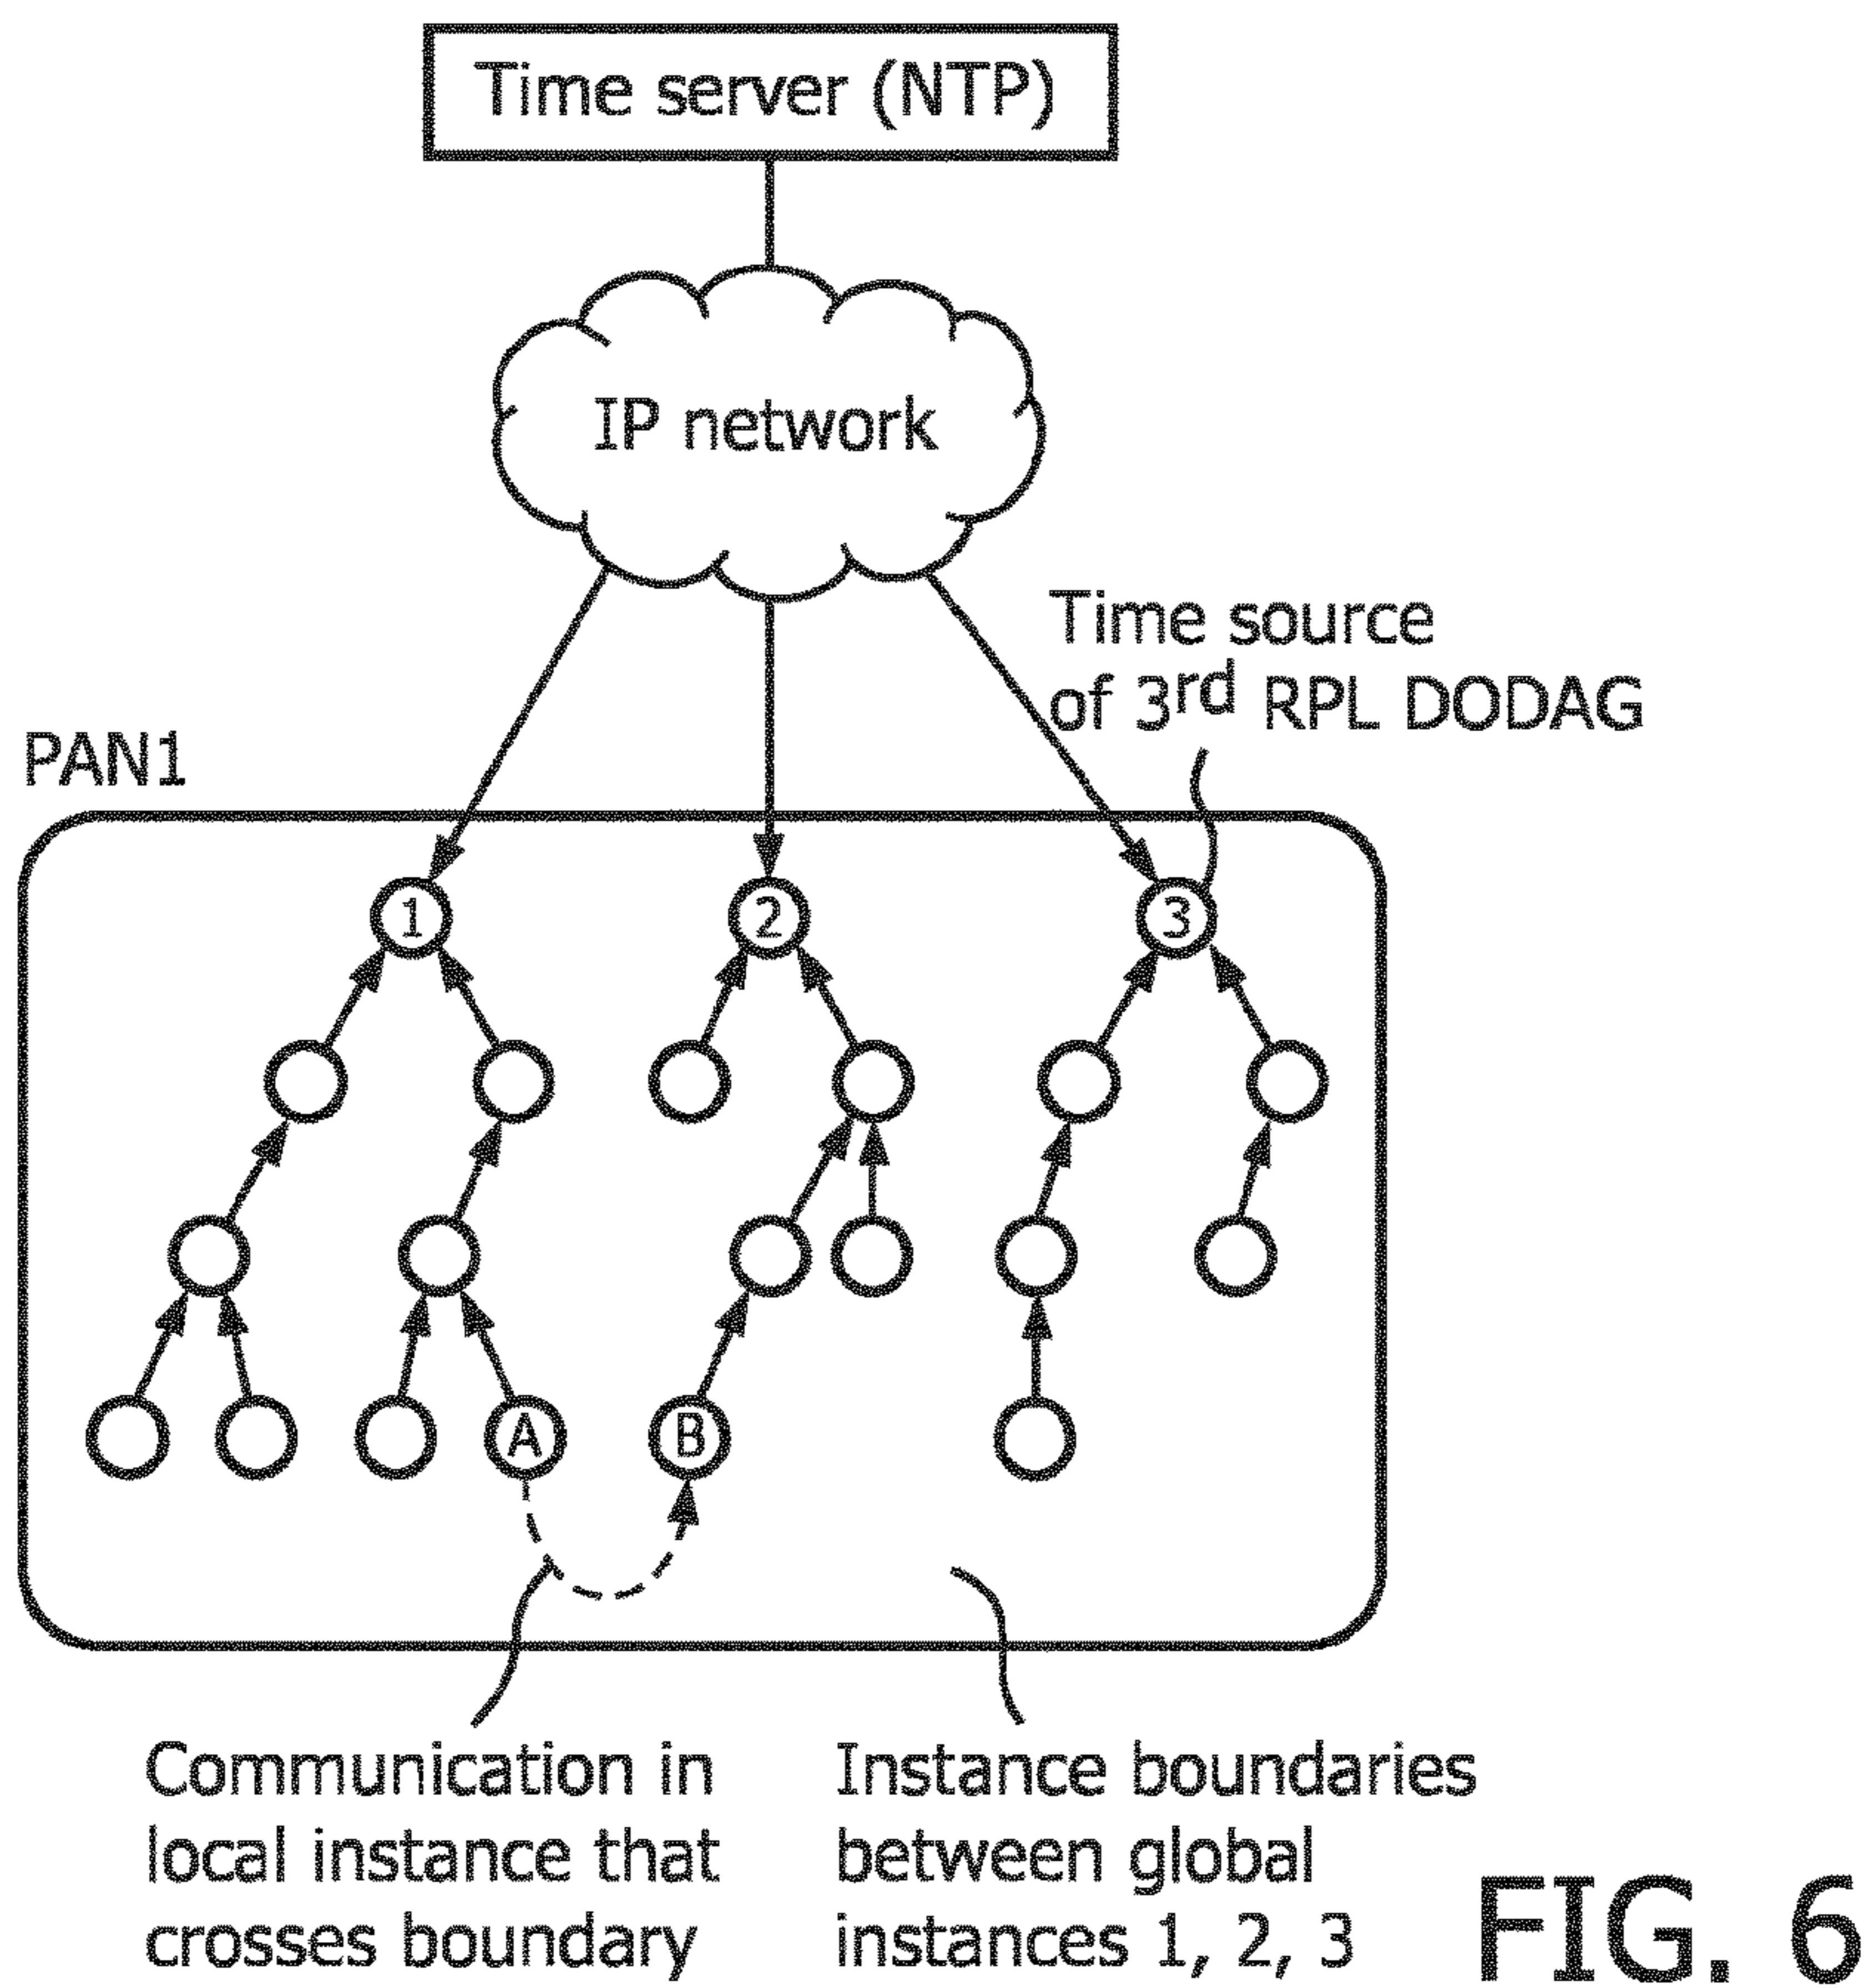 Time server (NTP)
IP network
Time source
of 3rd RPL DODAG
PAN1
1
2
3
A
B
Communication in
local instance that
crosses boundary
Instance boundaries
between global
instances 1, 2, 3
FIG. 6